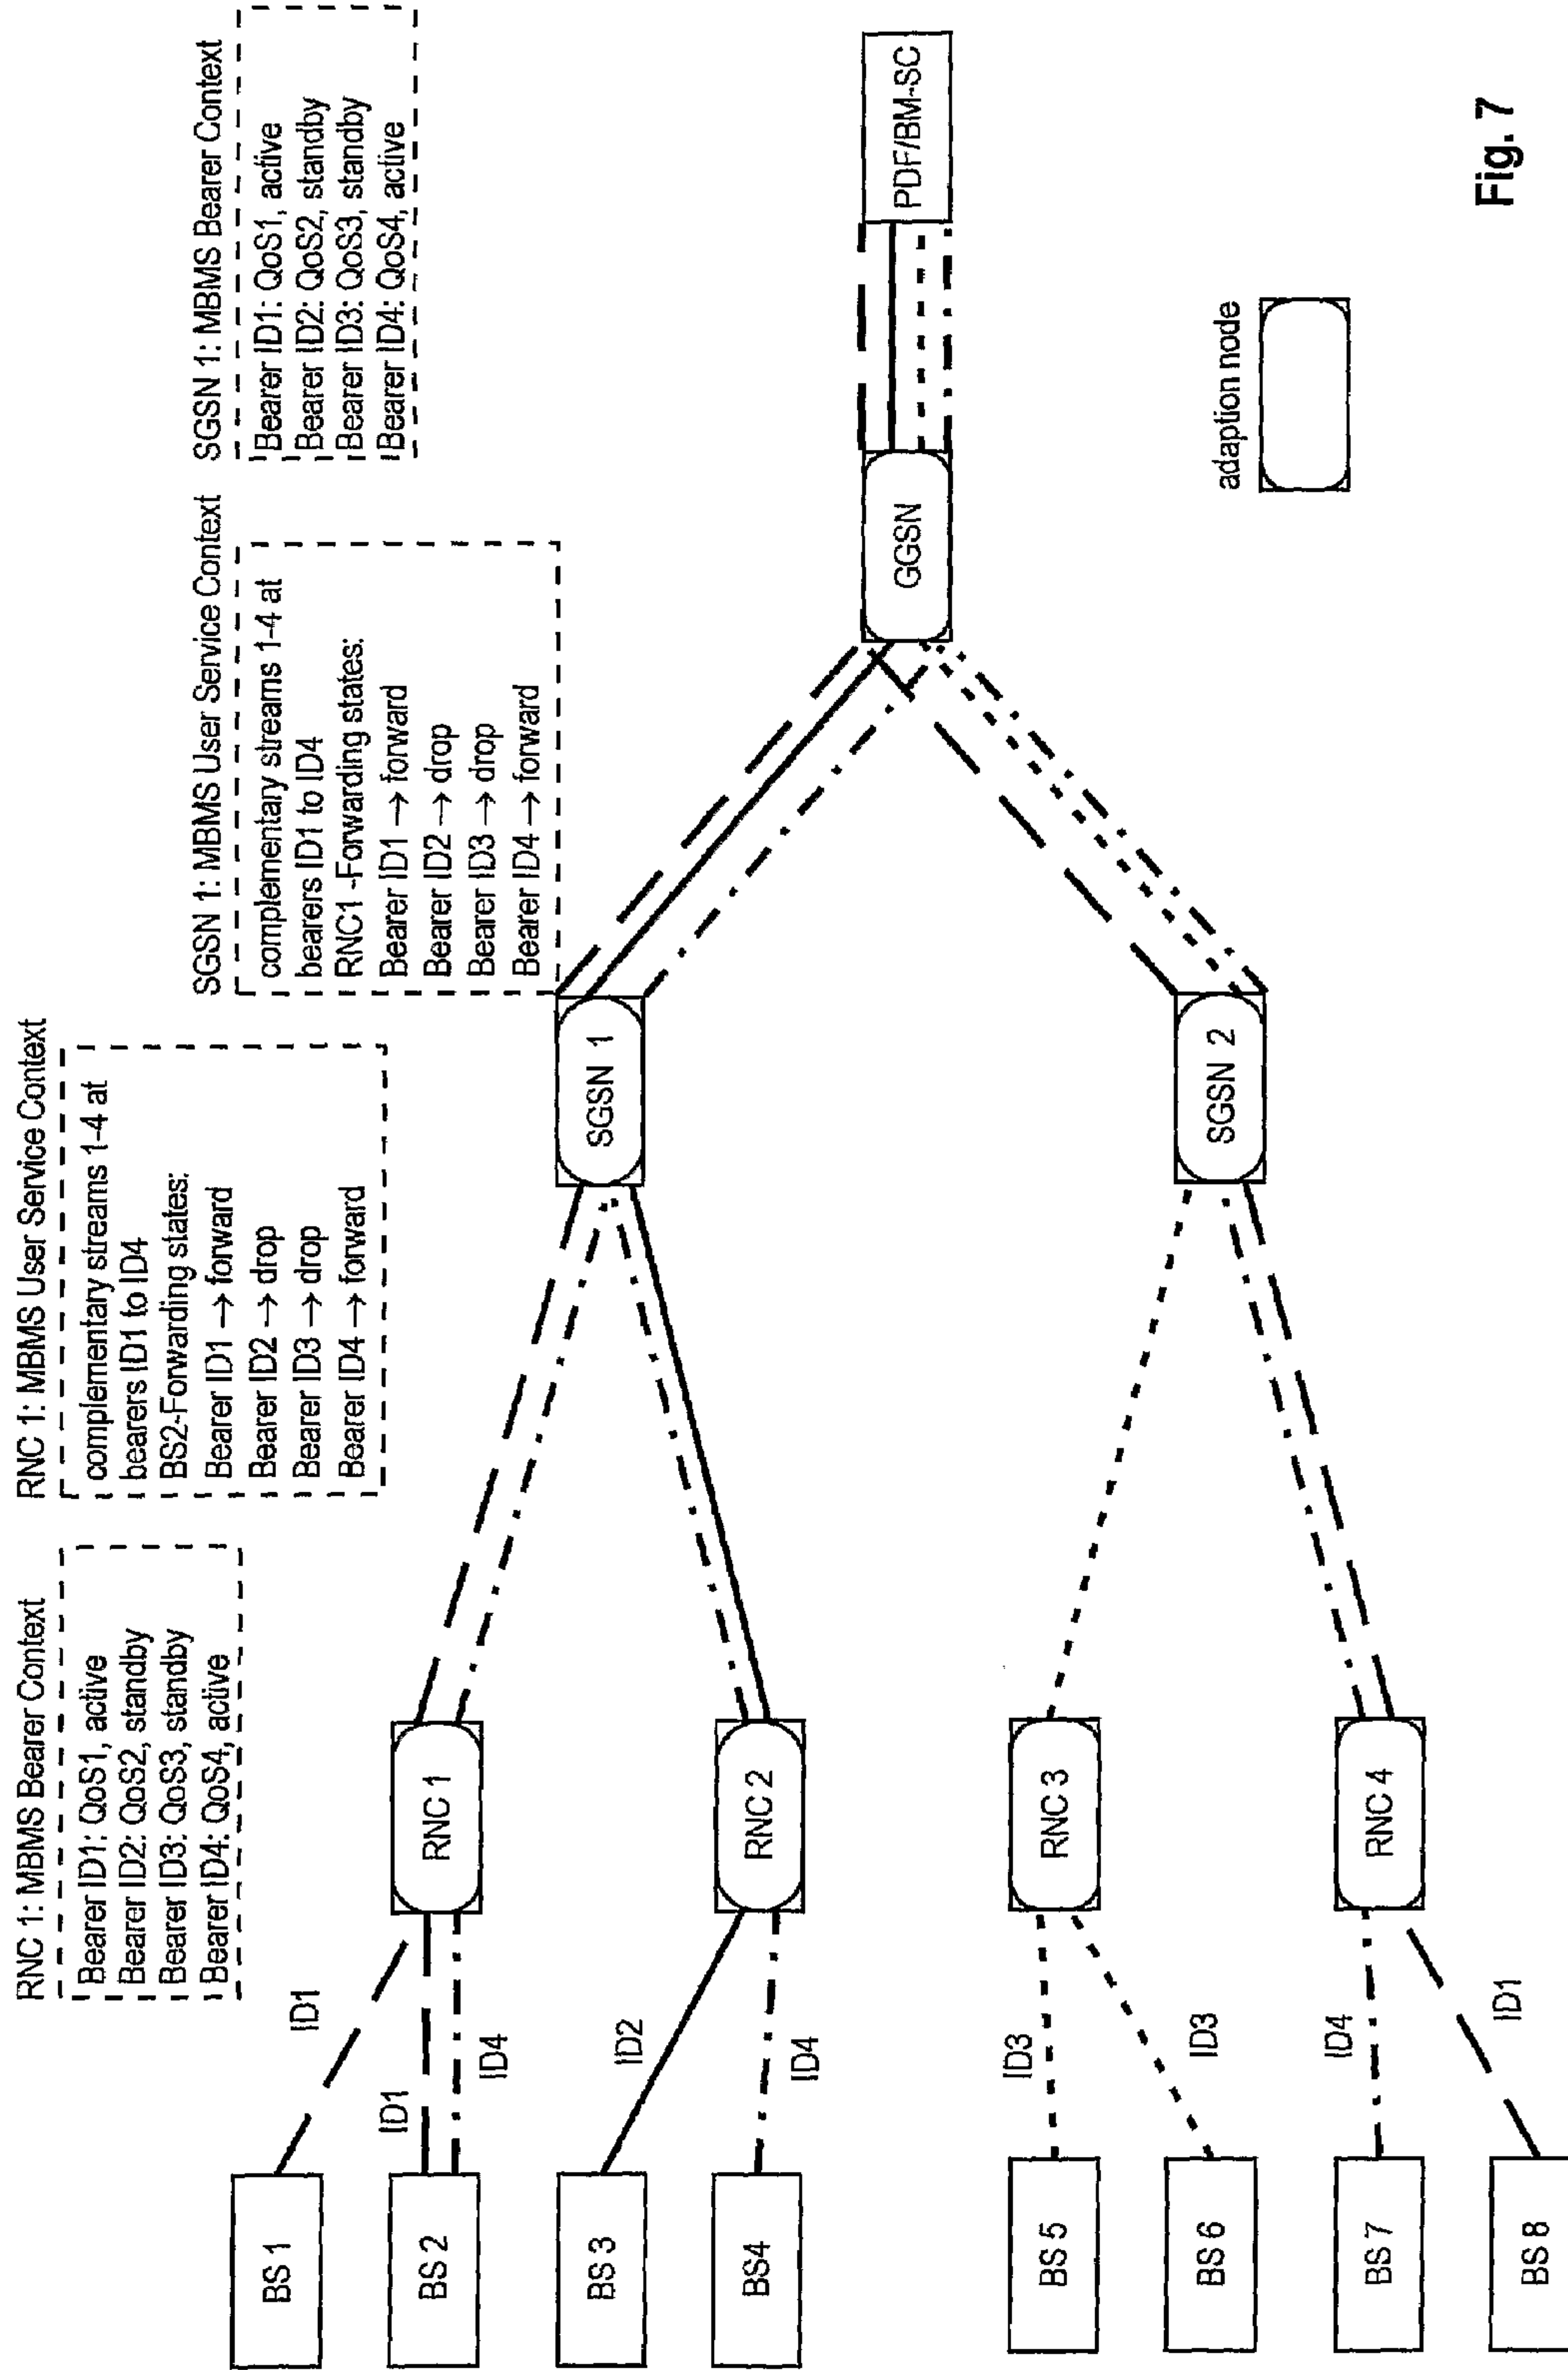 RNC 1: MBMS Bearer Context
Bearer ID1: QoS1, active
Bearer ID2: QoS2, standby
Bearer ID3: QoS3, standby
Bearer ID4: QoS4, active
RNC 1: MBMS User Service Context
complementary streams 1-4 at
bearers ID1 to ID4
BS2-Forwarding states:
Bearer ID1 → forward
Bearer ID2 → drop
Bearer ID3 → drop
Bearer ID4 → forward
SGSN 1: MBMS User Service Context
complementary streams 1-4 at
bearers ID1 to ID4
RNC1 -Forwarding states:
Bearer ID1 → forward
Bearer ID2 → drop
Bearer ID3 → drop
Bearer ID4 → forward
SGSN 1: MBMS Bearer Context
Bearer ID1: QoS1, active
Bearer ID2: QoS2, standby
Bearer ID3: QoS3, standby
Bearer ID4: QoS4, active
BS 1
ID1
BS 2
ID1
ID4
RNC 1
BS 3
ID2
BS4
ID4
RNC 2
SGSN 1
GGSN
PDF/BM-SC
BS 5
ID3
BS 6
ID3
RNC 3
BS 7
ID4
BS 8
ID1
RNC 4
SGSN 2
adaption node
Fig. 7